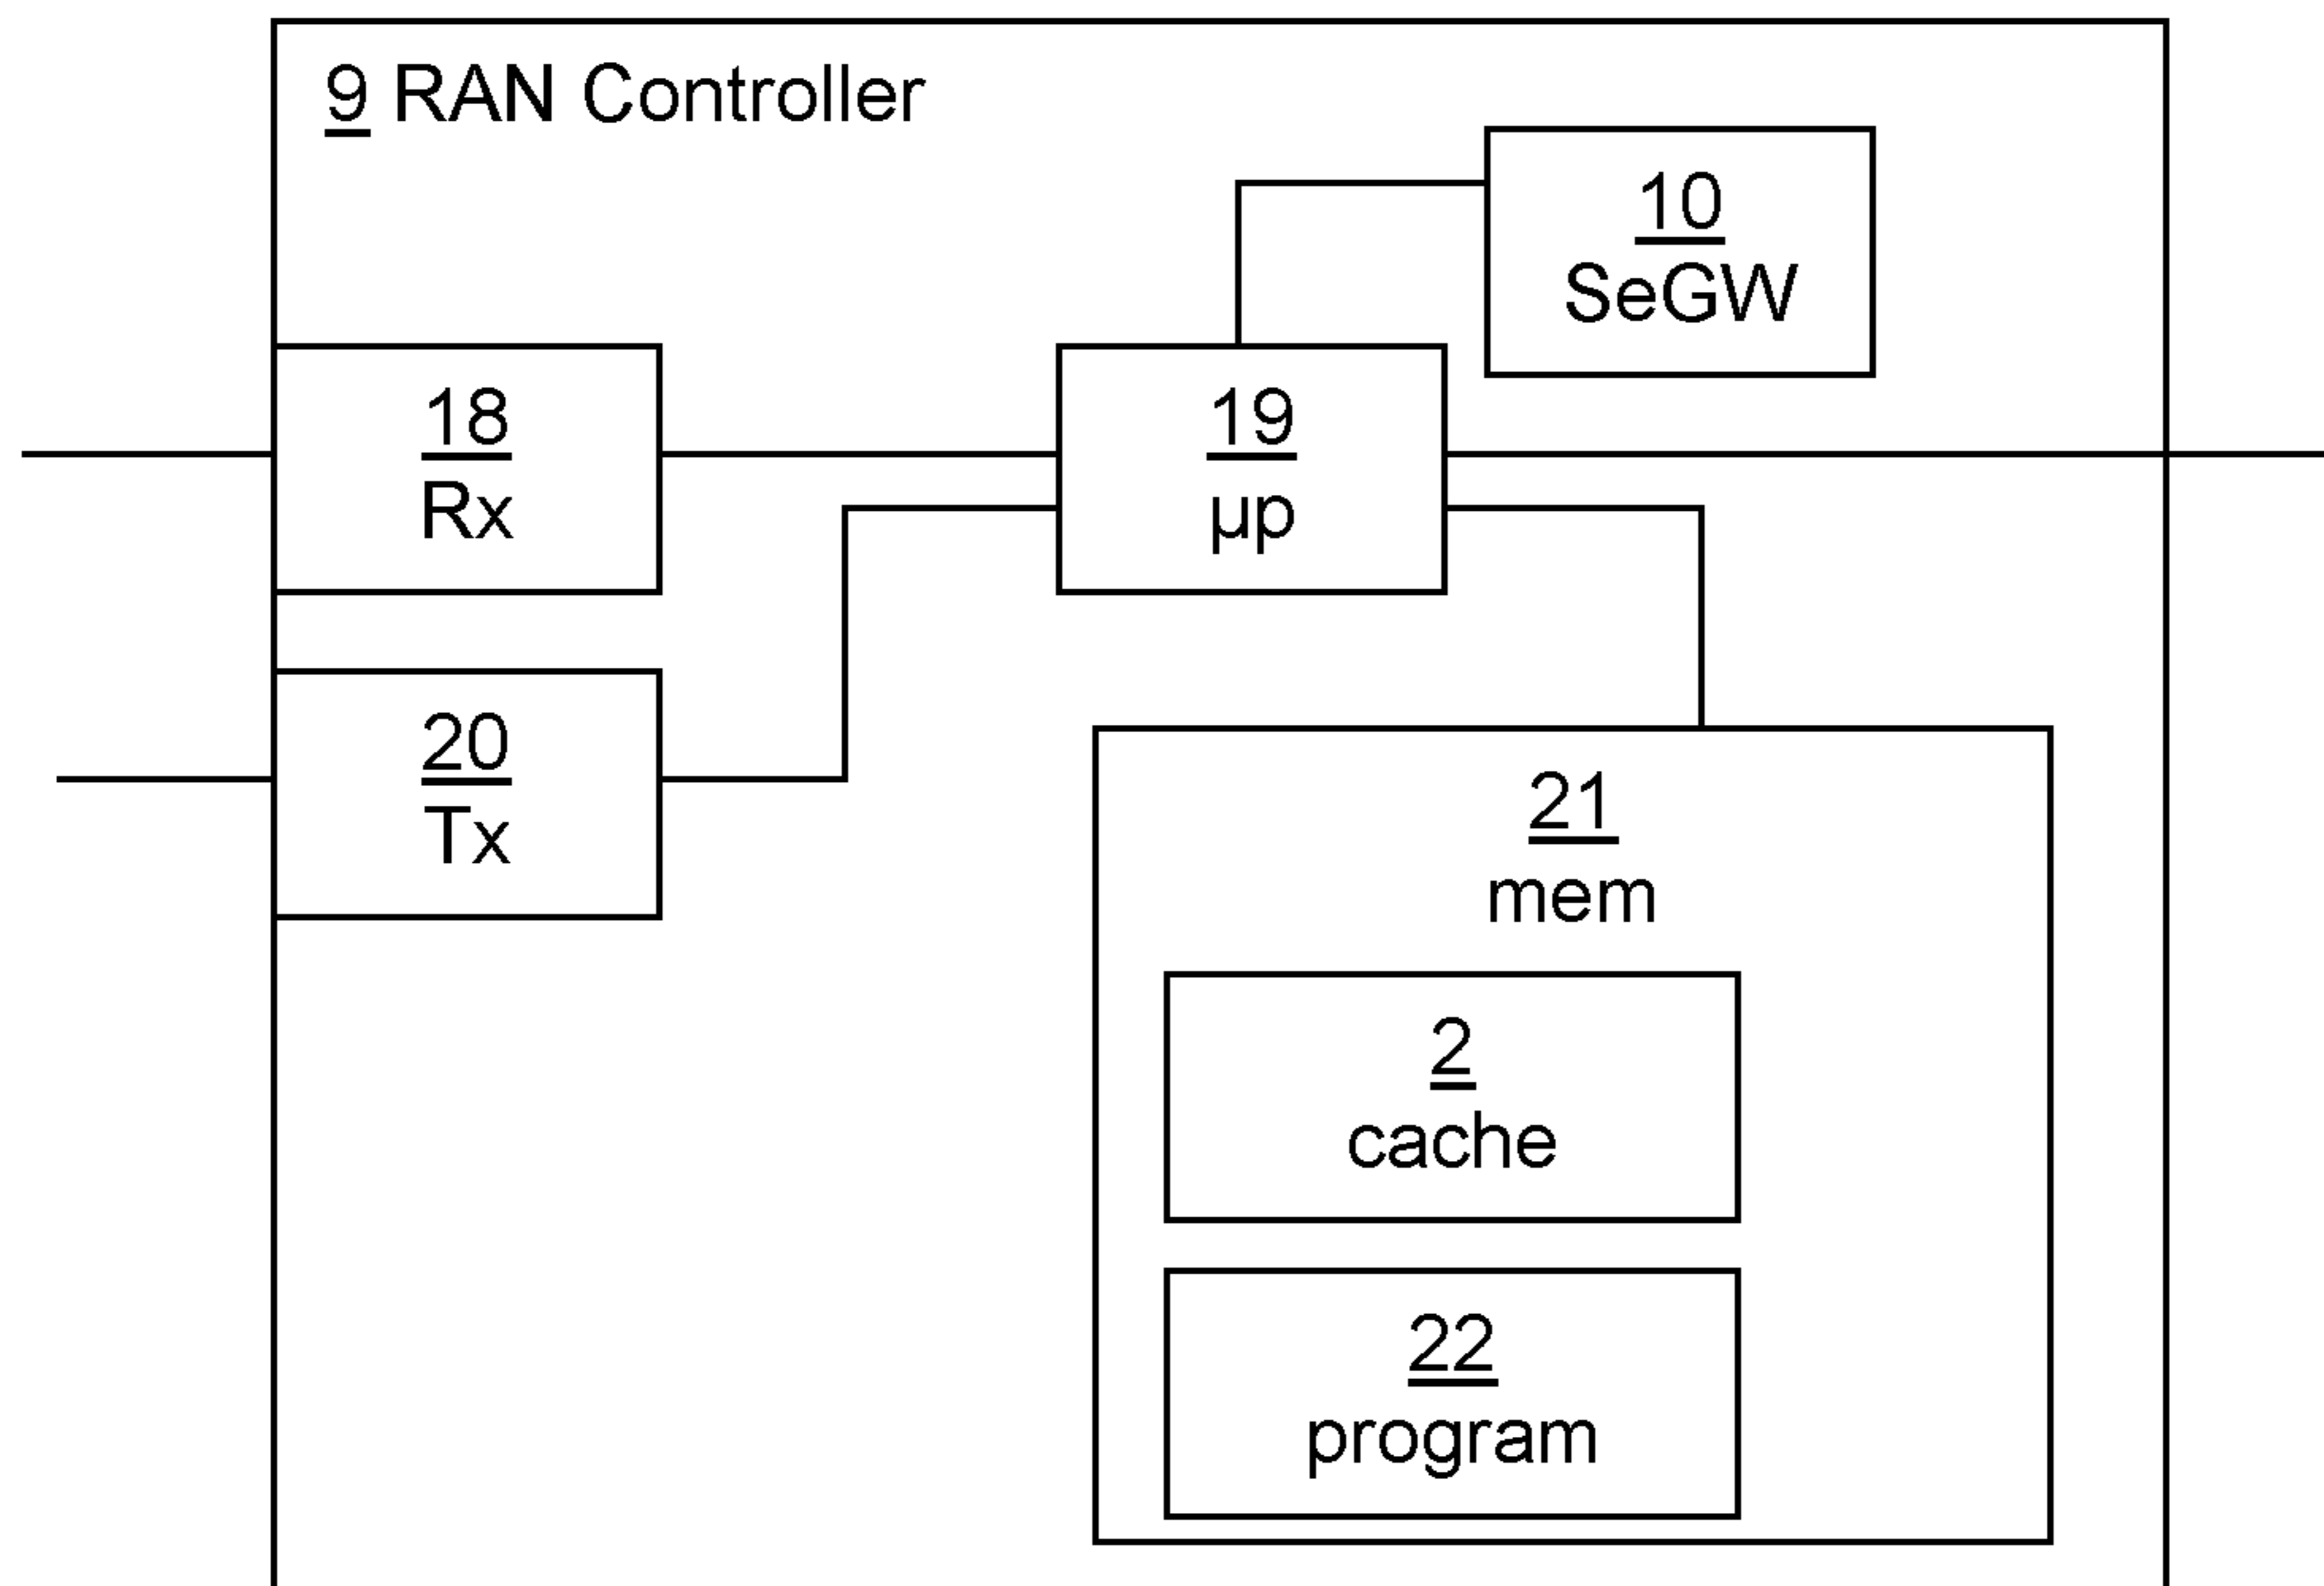 9 RAN Controller
10
SeGW
18
Rx
19
µp
20
Tx
21
mem
2
cache
22
program